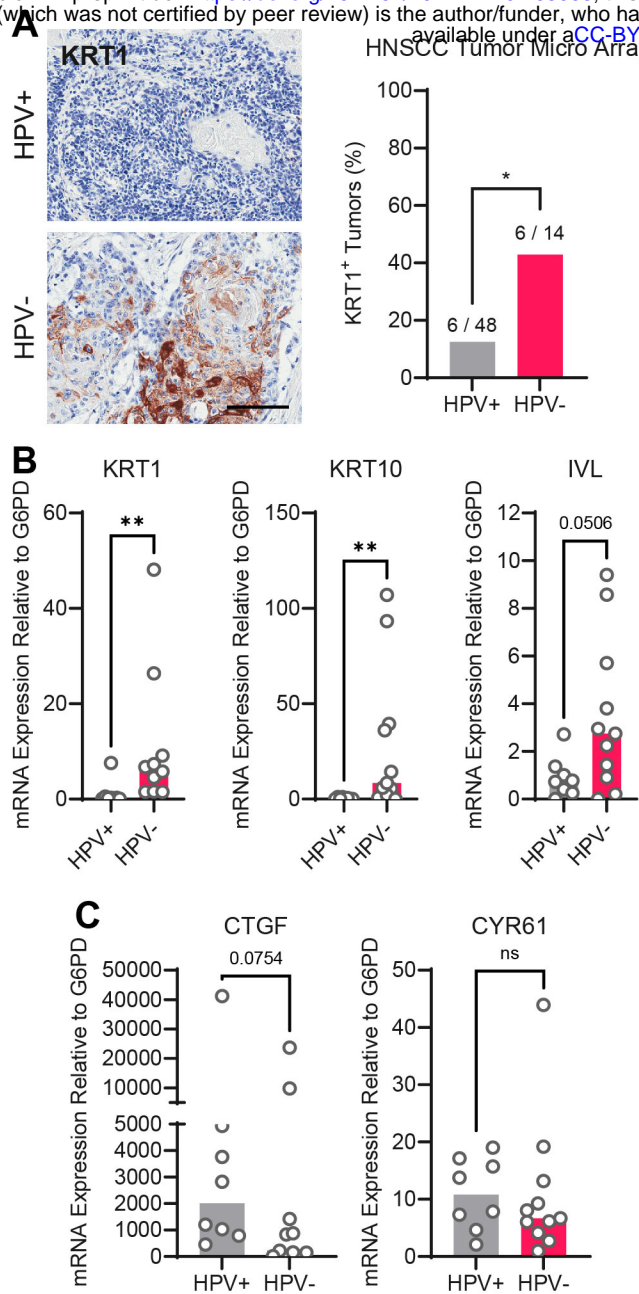 (which was not certified by peer review) is the author/funder, who ha
available under aCC-BY
A
KRT1
HPV+
HPV-
HNSCC Tumor Micro Arra
KRT1+ Tumors (%)
100
80
60
40
20
0
*
6 / 48
6 / 14
HPV+ HPV-
B
KRT1
mRNA Expression Relative to G6PD
60
40
20
0
**
HPV+ HPV-
KRT10
mRNA Expression Relative to G6PD
150
100
50
0
**
HPV+ HPV-
IVL
mRNA Expression Relative to G6PD
12
10
8
6
4
2
0
0.0506
HPV+ HPV-
C
CTGF
mRNA Expression Relative to G6PD
50000
40000
30000
20000
10000
5000
4000
3000
2000
1000
0
0.0754
HPV+ HPV-
CYR61
mRNA Expression Relative to G6PD
50
40
30
20
10
0
ns
HPV+ HPV-